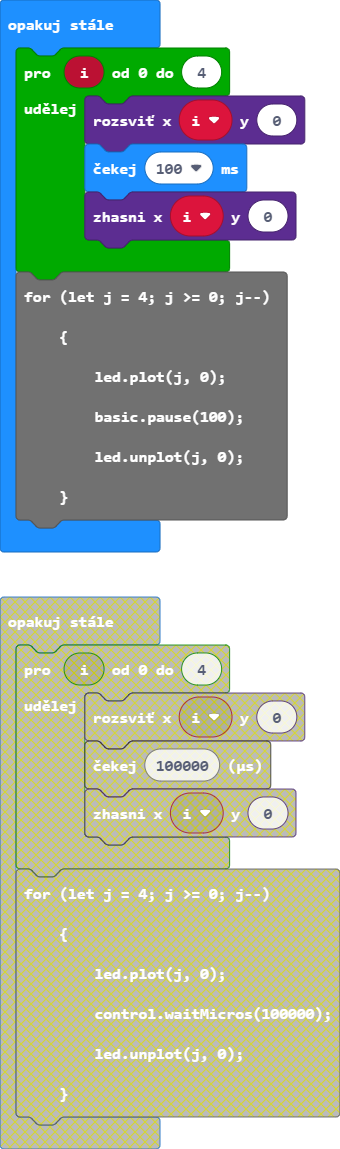 opakuj stále
pro i od 0 do 4
udělej
rozsviť x i y 0
čekej 100 ms
zhasni x i y 0
for (let j = 4; j >= 0; j--)
{
led.plot(j, 0);
basic.pause(100);
led.unplot(j, 0);
}
opakuj stále
pro i od 0 do 4
udělej
rozsviť x i y 0
čekej 100000 (µs)
zhasni x i y 0
for (let j = 4; j >= 0; j--)
{
led.plot(j, 0);
control.waitMicros(100000);
led.unplot(j, 0);
}